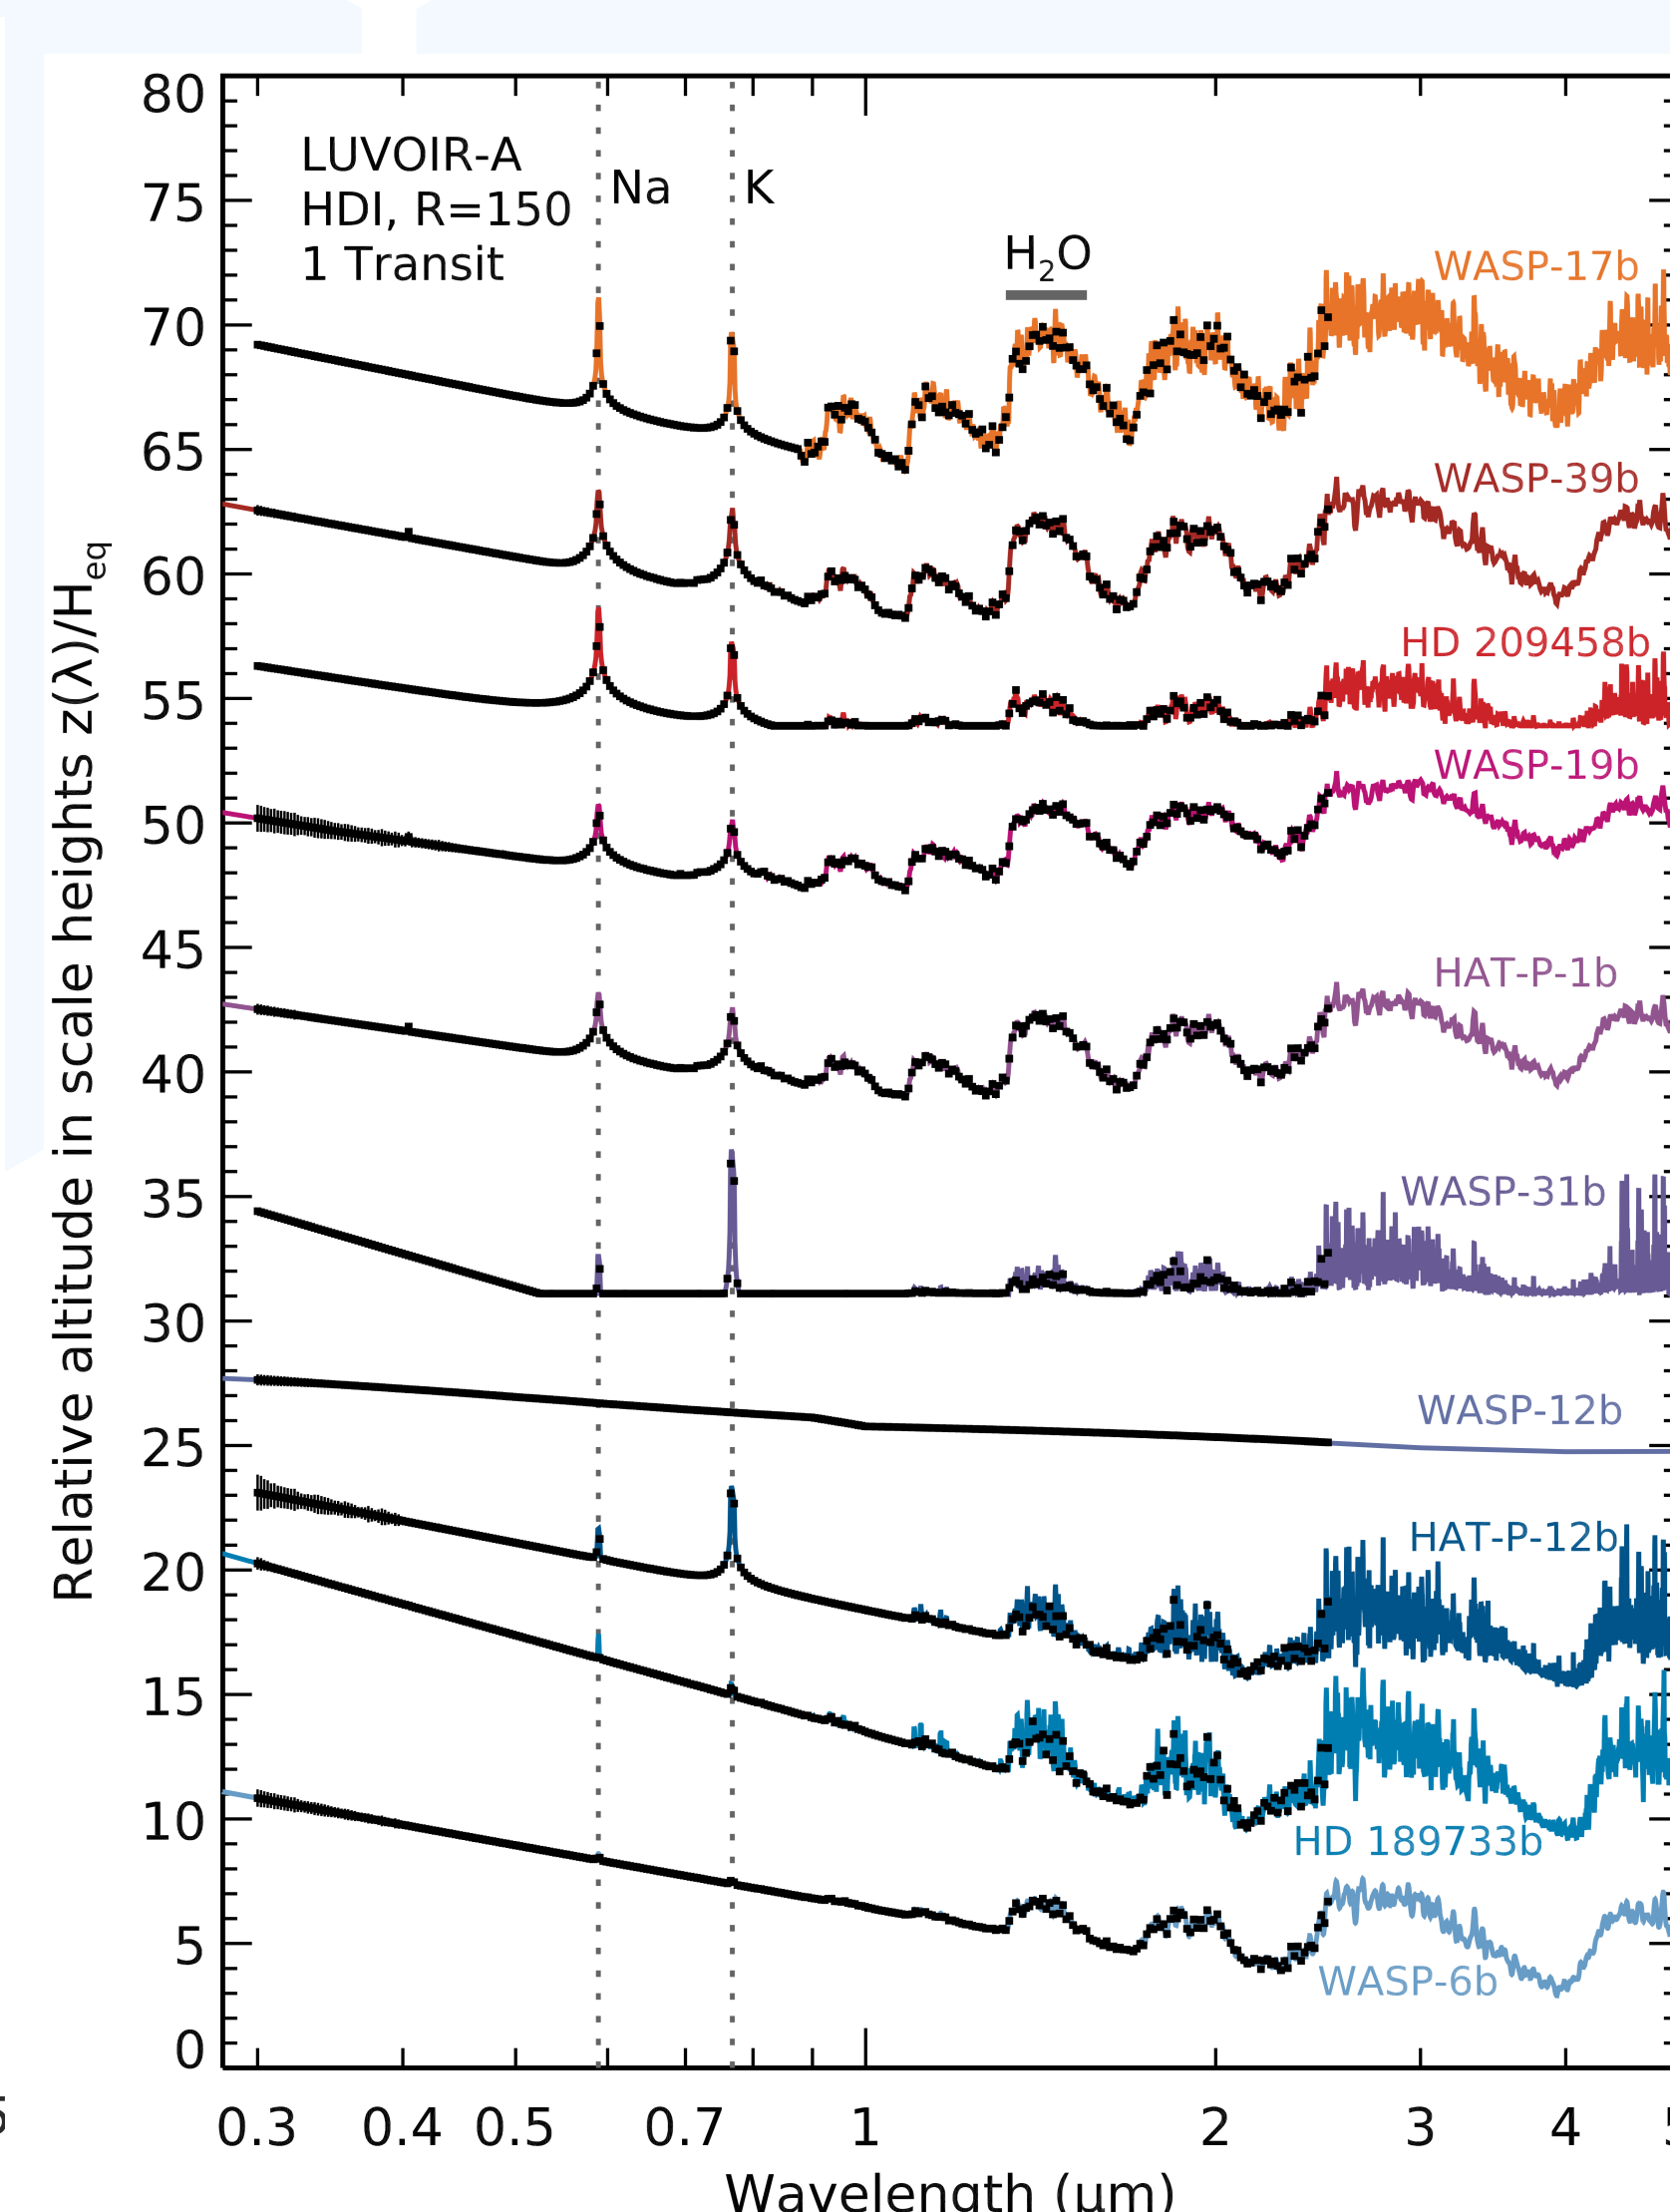 80
75
70
65
60
55
50
45
40
35
30
25
20
15
10
5
0
Relative altitude in scale heights z(λ)/Heq
LUVOIR-A
HDI, R=150
1 Transit
Na
K
H2O
WASP-17b
WASP-39b
HD 209458b
WASP-19b
HAT-P-1b
WASP-31b
WASP-12b
HAT-P-12b
HD 189733b
WASP-6b
0.3 0.4 0.5 0.7 1 2 3 4
Wavelength (μm)